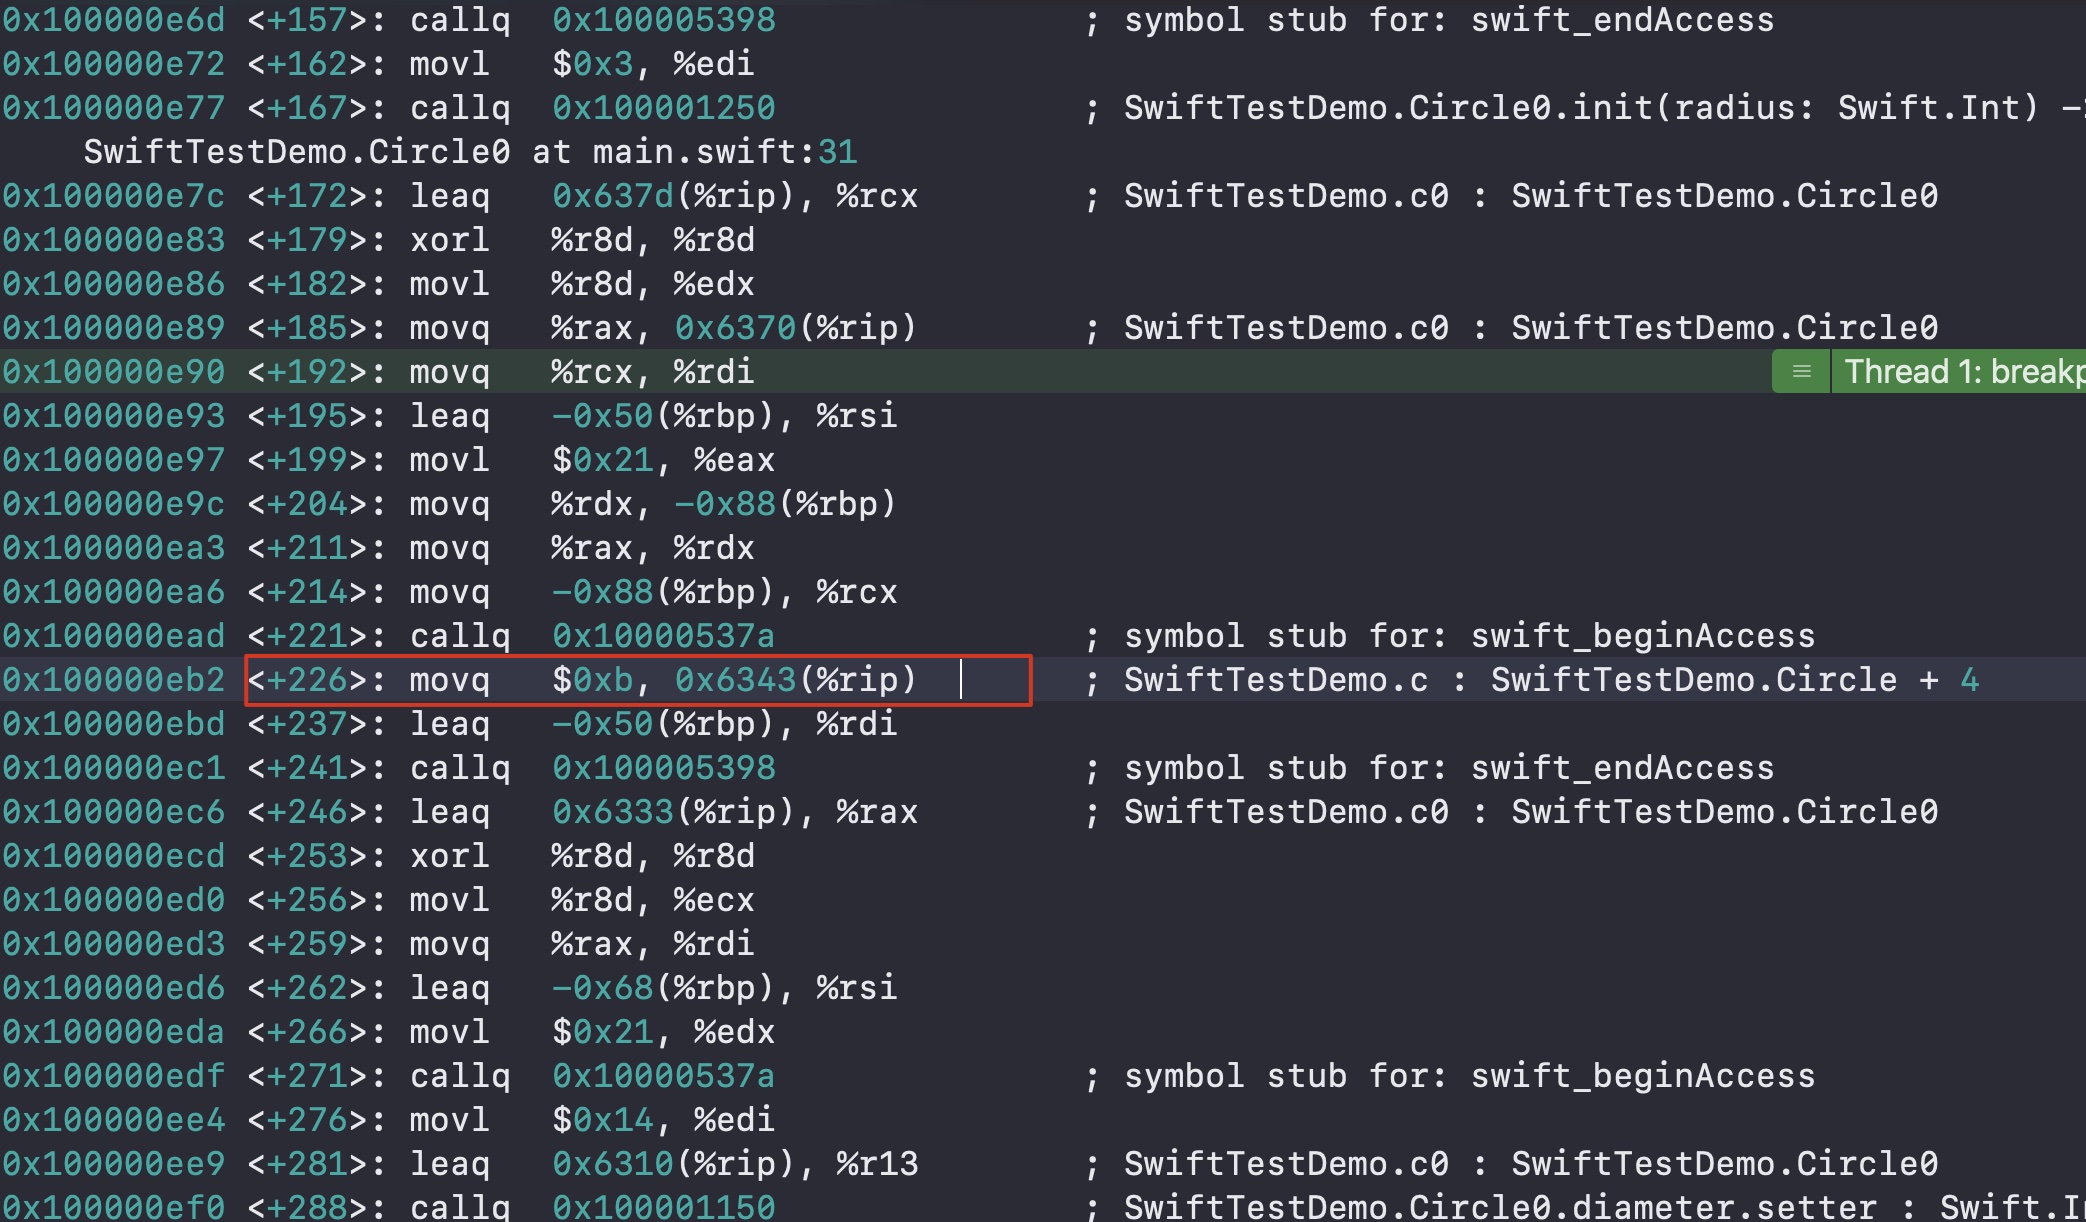 0x100000e6d <+157>: callq  0x100005398               ; symbol stub for: swift_endAccess
0x100000e72 <+162>: movl   $0x3, %edi
0x100000e77 <+167>: callq  0x100001250               ; SwiftTestDemo.Circle0.init(radius: Swift.Int) -
SwiftTestDemo.Circle0 at main.swift:31
0x100000e7c <+172>: leaq   0x637d(%rip), %rcx        ; SwiftTestDemo.c0 : SwiftTestDemo.Circle0
0x100000e83 <+179>: xorl   %r8d, %r8d
0x100000e86 <+182>: movl   %r8d, %edx
0x100000e89 <+185>: movq   %rax, 0x6370(%rip)        ; SwiftTestDemo.c0 : SwiftTestDemo.Circle0
0x100000e90 <+192>: movq   %rcx, %rdi                Thread 1: breakp
0x100000e93 <+195>: leaq   -0x50(%rbp), %rsi
0x100000e97 <+199>: movl   $0x21, %eax
0x100000e9c <+204>: movq   %rdx, -0x88(%rbp)
0x100000ea3 <+211>: movq   %rax, %rdx
0x100000ea6 <+214>: movq   -0x88(%rbp), %rcx
0x100000ead <+221>: callq  0x10000537a               ; symbol stub for: swift_beginAccess
0x100000eb2 <+226>: movq   $0xb, 0x6343(%rip)        ; SwiftTestDemo.c : SwiftTestDemo.Circle + 4
0x100000ebd <+237>: leaq   -0x50(%rbp), %rdi
0x100000ec1 <+241>: callq  0x100005398               ; symbol stub for: swift_endAccess
0x100000ec6 <+246>: leaq   0x6333(%rip), %rax        ; SwiftTestDemo.c0 : SwiftTestDemo.Circle0
0x100000ecd <+253>: xorl   %r8d, %r8d
0x100000ed0 <+256>: movl   %r8d, %ecx
0x100000ed3 <+259>: movq   %rax, %rdi
0x100000ed6 <+262>: leaq   -0x68(%rbp), %rsi
0x100000eda <+266>: movl   $0x21, %edx
0x100000edf <+271>: callq  0x10000537a               ; symbol stub for: swift_beginAccess
0x100000ee4 <+276>: movl   $0x14, %edi
0x100000ee9 <+281>: leaq   0x6310(%rip), %r13        ; SwiftTestDemo.c0 : SwiftTestDemo.Circle0
0x100000ef0 <+288>: callq  0x100001150               ; SwiftTestDemo.Circle0.diameter.setter : Swift.I